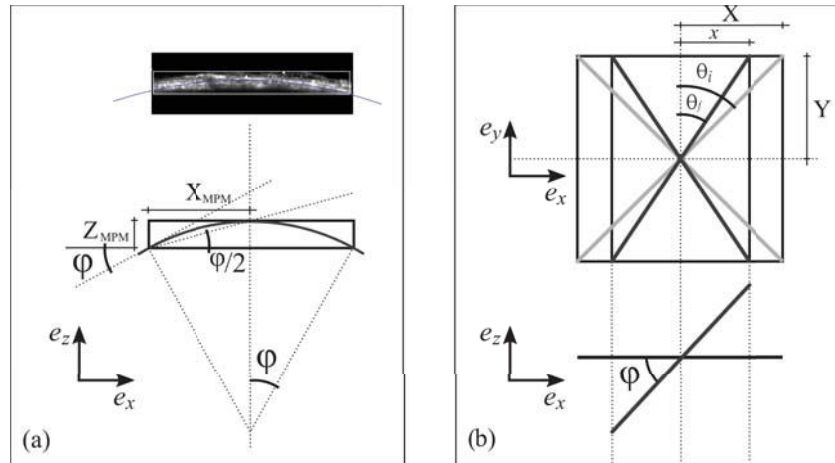 X_MPM
Z_MPM
φ
φ/2
e_z
φ
e_x
(a)
X
x
θ_i
θ_f
Y
e_y
e_x
e_z
φ
e_x
(b)